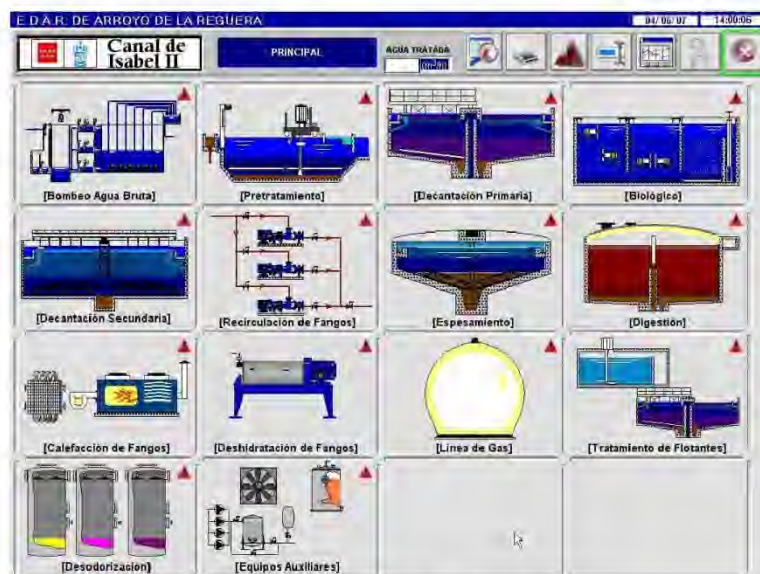 E.D.A.R. DE ARROYO DE LA REGUERA
04/06/07 14:00:06
Canal de
Isabel II
PRINCIPAL
AGUA TRATADA
[Bombeo Agua Bruta] [Pretratamiento] [Decantación Primaria] [Biológico]
[Decantación Secundaria] [Recirculación de Fangos] [Espesamiento] [Digestión]
[Calefacción de Fangos] [Deshidratación de Fangos] [Línea de Gas] [Tratamiento de Flotantes]
[Desodorización] [Equipos Auxiliares]